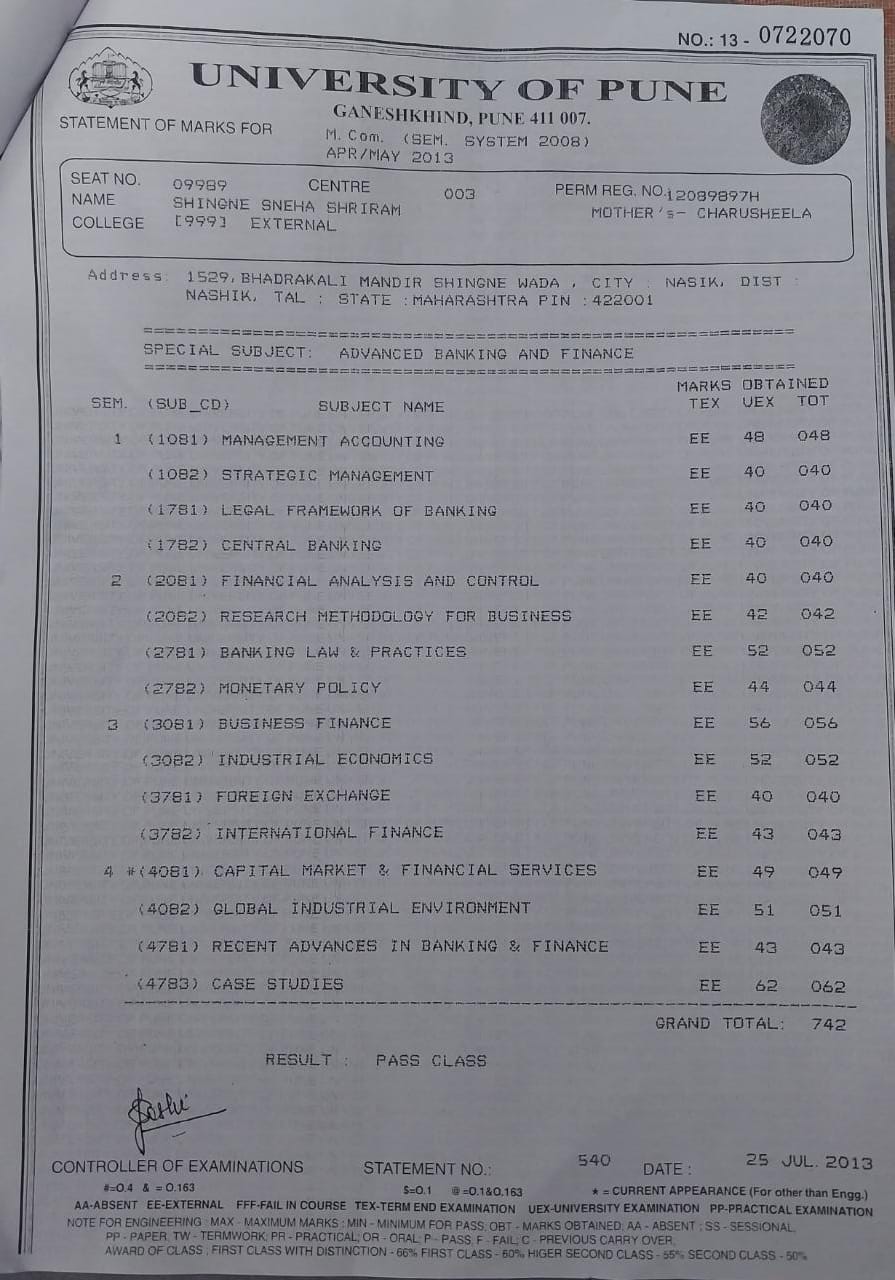 NO.: 13 - 0722070
UNIVERSITY OF PUNE
GANESHKHIND, PUNE 411 007.
STATEMENT OF MARKS FOR M. Com. (SEM. SYSTEM 2008)
APR/MAY 2013
SEAT NO. 09989 CENTRE 003 PERM REG. NO. 12089897H
NAME SHINGNE SNEHA SHRIRAM MOTHER's- CHARUSHEELA
COLLEGE [999] EXTERNAL
Address: 1529, BHADRAKALI MANDIR SHINGNE WADA , CITY : NASIK, DIST :
NASHIK, TAL : STATE : MAHARASHTRA PIN : 422001
SPECIAL SUBJECT: ADVANCED BANKING AND FINANCE
MARKS OBTAINED
SEM. (SUB_CD) SUBJECT NAME TEX UEX TOT
1 (1081) MANAGEMENT ACCOUNTING EE 48 048
(1082) STRATEGIC MANAGEMENT EE 40 040
(1781) LEGAL FRAMEWORK OF BANKING EE 40 040
(1782) CENTRAL BANKING EE 40 040
2 (2081) FINANCIAL ANALYSIS AND CONTROL EE 40 040
(2082) RESEARCH METHODOLOGY FOR BUSINESS EE 42 042
(2781) BANKING LAW & PRACTICES EE 52 052
(2782) MONETARY POLICY EE 44 044
3 (3081) BUSINESS FINANCE EE 56 056
(3082) INDUSTRIAL ECONOMICS EE 52 052
(3781) FOREIGN EXCHANGE EE 40 040
(3782) INTERNATIONAL FINANCE EE 43 043
4 #(4081) CAPITAL MARKET & FINANCIAL SERVICES EE 49 049
(4082) GLOBAL INDUSTRIAL ENVIRONMENT EE 51 051
(4781) RECENT ADVANCES IN BANKING & FINANCE EE 43 043
(4783) CASE STUDIES EE 62 062
GRAND TOTAL: 742
RESULT : PASS CLASS
CONTROLLER OF EXAMINATIONS STATEMENT NO.: 540 DATE : 25 JUL. 2013
#=0.4 & = 0.163 $=0.1 @ =0.1&0.163 * = CURRENT APPEARANCE (For other than Engg.)
AA-ABSENT EE-EXTERNAL FFF-FAIL IN COURSE TEX-TERM END EXAMINATION UEX-UNIVERSITY EXAMINATION PP-PRACTICAL EXAMINATION
NOTE FOR ENGINEERING : MAX - MAXIMUM MARKS ; MIN - MINIMUM FOR PASS; OBT - MARKS OBTAINED; AA - ABSENT ; SS - SESSIONAL,
PP - PAPER, TW - TERMWORK; PR - PRACTICAL; OR - ORAL; P - PASS, F - FAIL; C - PREVIOUS CARRY OVER,
AWARD OF CLASS ; FIRST CLASS WITH DISTINCTION - 66% FIRST CLASS - 60% HIGER SECOND CLASS - 55% SECOND CLASS - 50%